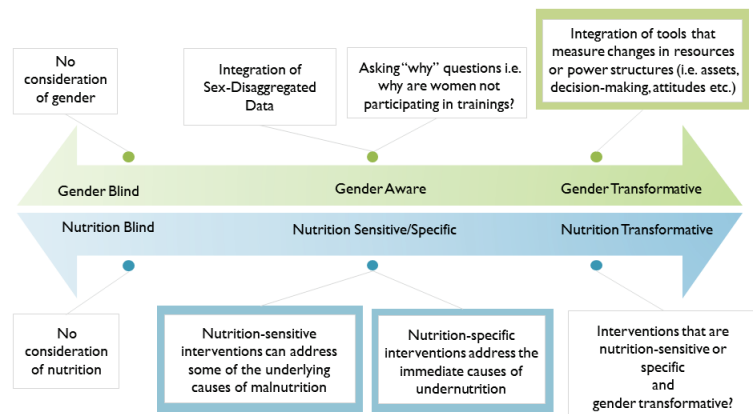 No
consideration
of gender
Integration of
Sex-Disaggregated
Data
Asking “why” questions i.e.
why are women not
participating in trainings?
Integration of tools that
measure changes in resources
or power structures (i.e. assets,
decision-making, attitudes etc.)
Gender Blind
Gender Aware
Gender Transformative
Nutrition Blind
Nutrition Sensitive/Specific
Nutrition Transformative
No
consideration
of nutrition
Nutrition-sensitive
interventions can address
some of the underlying
causes of malnutrition
Nutrition-specific
interventions address the
immediate causes of
undernutrition
Interventions that are
nutrition-sensitive or
specific
and
gender transformative?